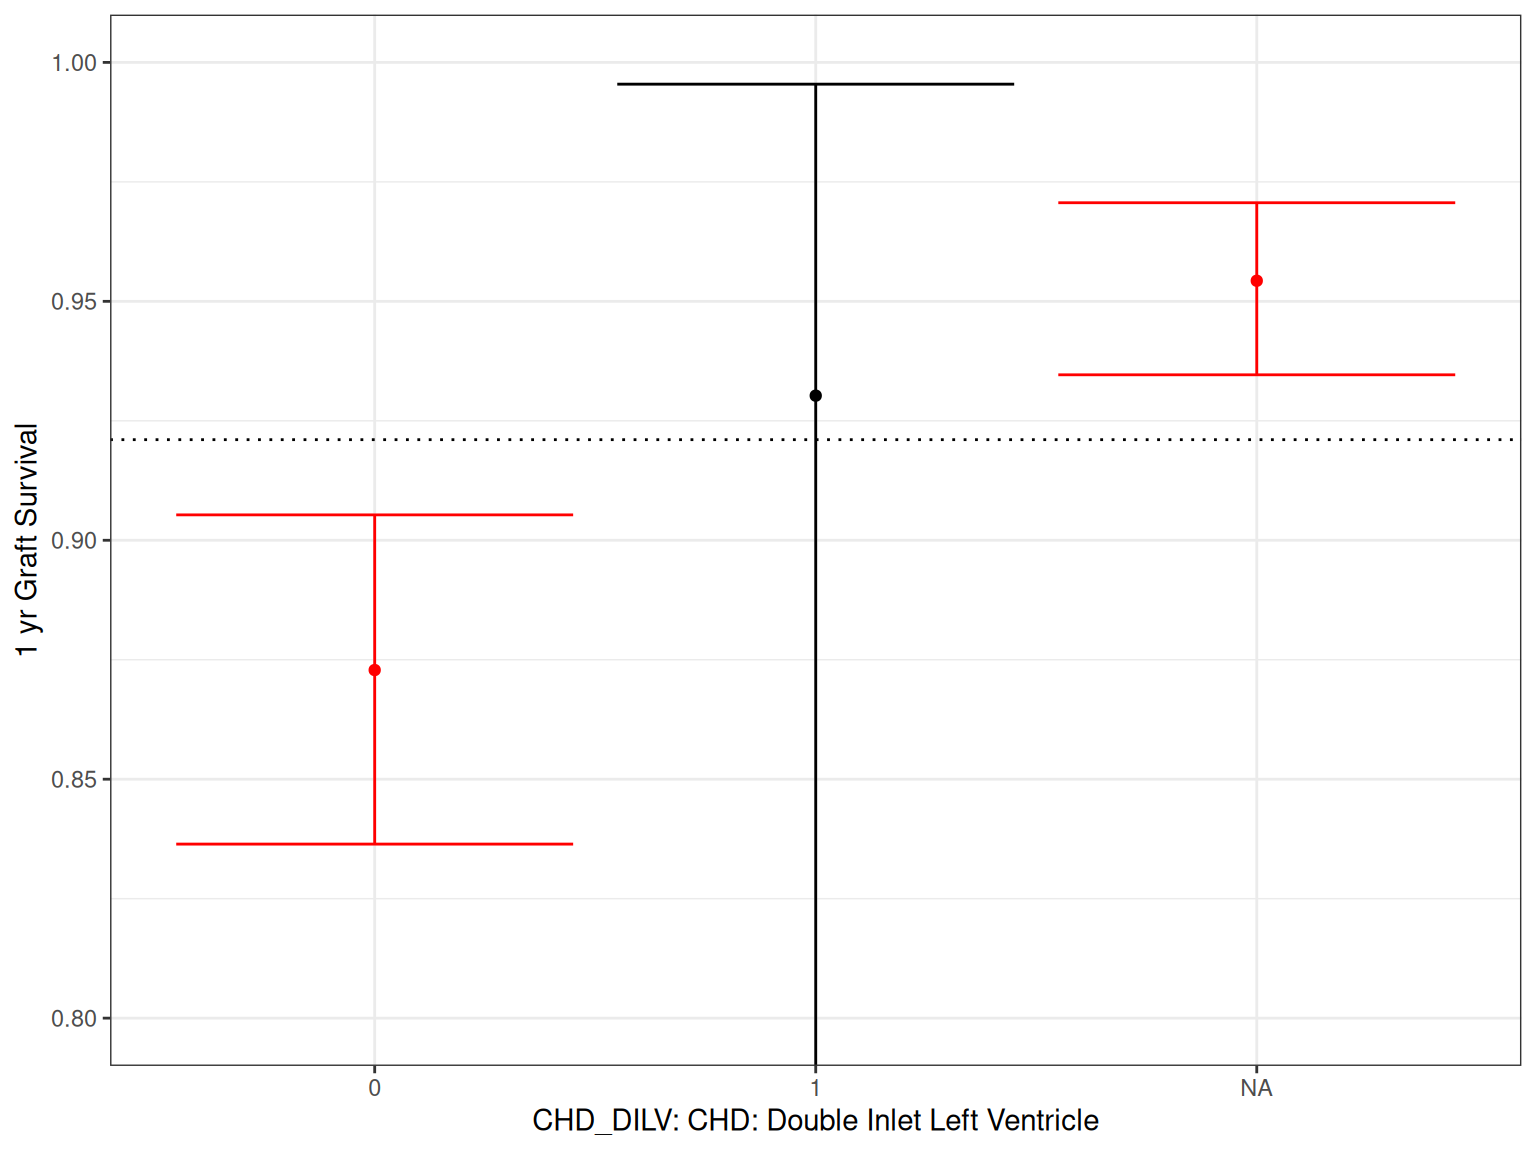 1.00
0.95
0.90
0.85
0.80
1 yr Graft Survival
0
1
NA
CHD_DILV: CHD: Double Inlet Left Ventricle